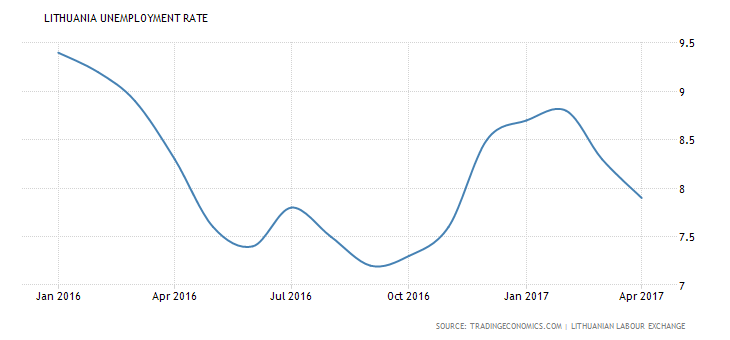 LITHUANIA UNEMPLOYMENT RATE
9.5
9
8.5
8
7.5
7
Jan 2016 Apr 2016 Jul 2016 Oct 2016 Jan 2017 Apr 2017
SOURCE: TRADINGECONOMICS.COM | LITHUANIAN LABOUR EXCHANGE